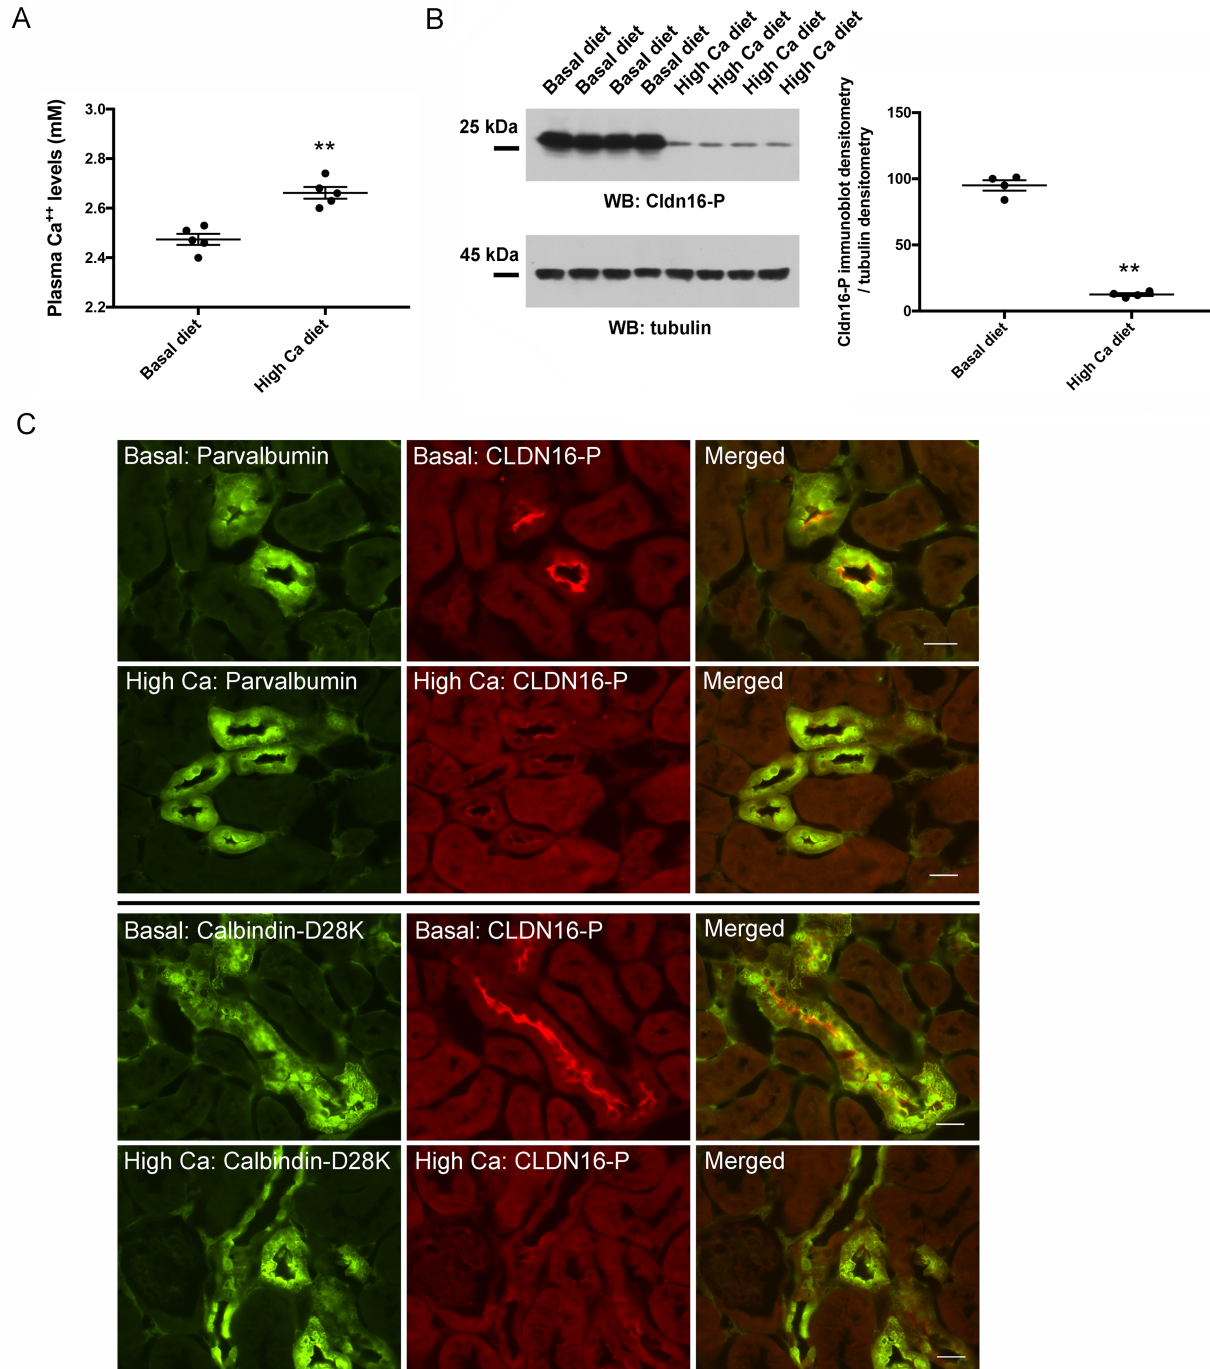 A
Plasma Ca++ levels (mM)
3.0
2.8
2.6
2.4
2.2
**
Basal diet
High Ca diet
B
Basal diet
Basal diet
Basal diet
Basal diet
High Ca diet
High Ca diet
High Ca diet
High Ca diet
25 kDa
WB: Cldn16-P
45 kDa
WB: tubulin
Cldn16-P immunoblot densitometry
/ tubulin densitometry
150
100
50
0
**
Basal diet
High Ca diet
C
Basal: Parvalbumin
Basal: CLDN16-P
Merged
High Ca: Parvalbumin
High Ca: CLDN16-P
Merged
Basal: Calbindin-D28K
Basal: CLDN16-P
Merged
High Ca: Calbindin-D28K
High Ca: CLDN16-P
Merged